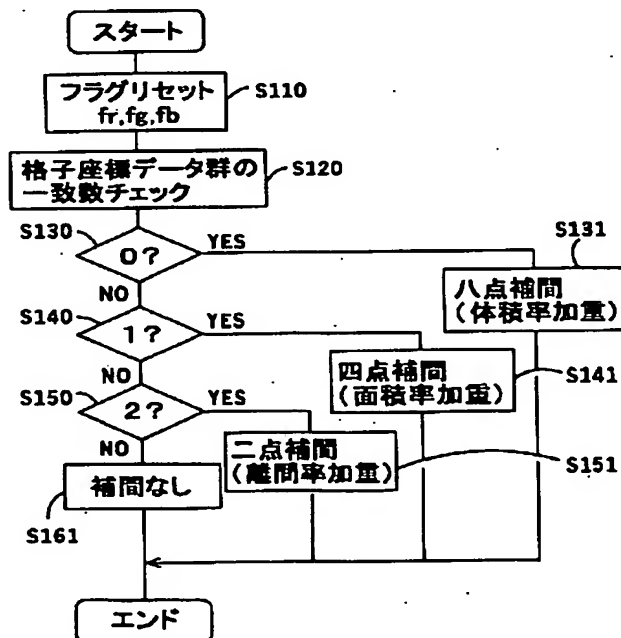 スタート
フラグリセット
fr,fg,fb
S110
格子座標データ群の
一致数チェック
S120
S130
0?
YES
NO
S131
八点補間
(体積率加重)
S140
1?
YES
NO
四点補間
(面積率加重)
S141
S150
2?
YES
NO
二点補間
(離間率加重)
S151
補間なし
S161
エンド